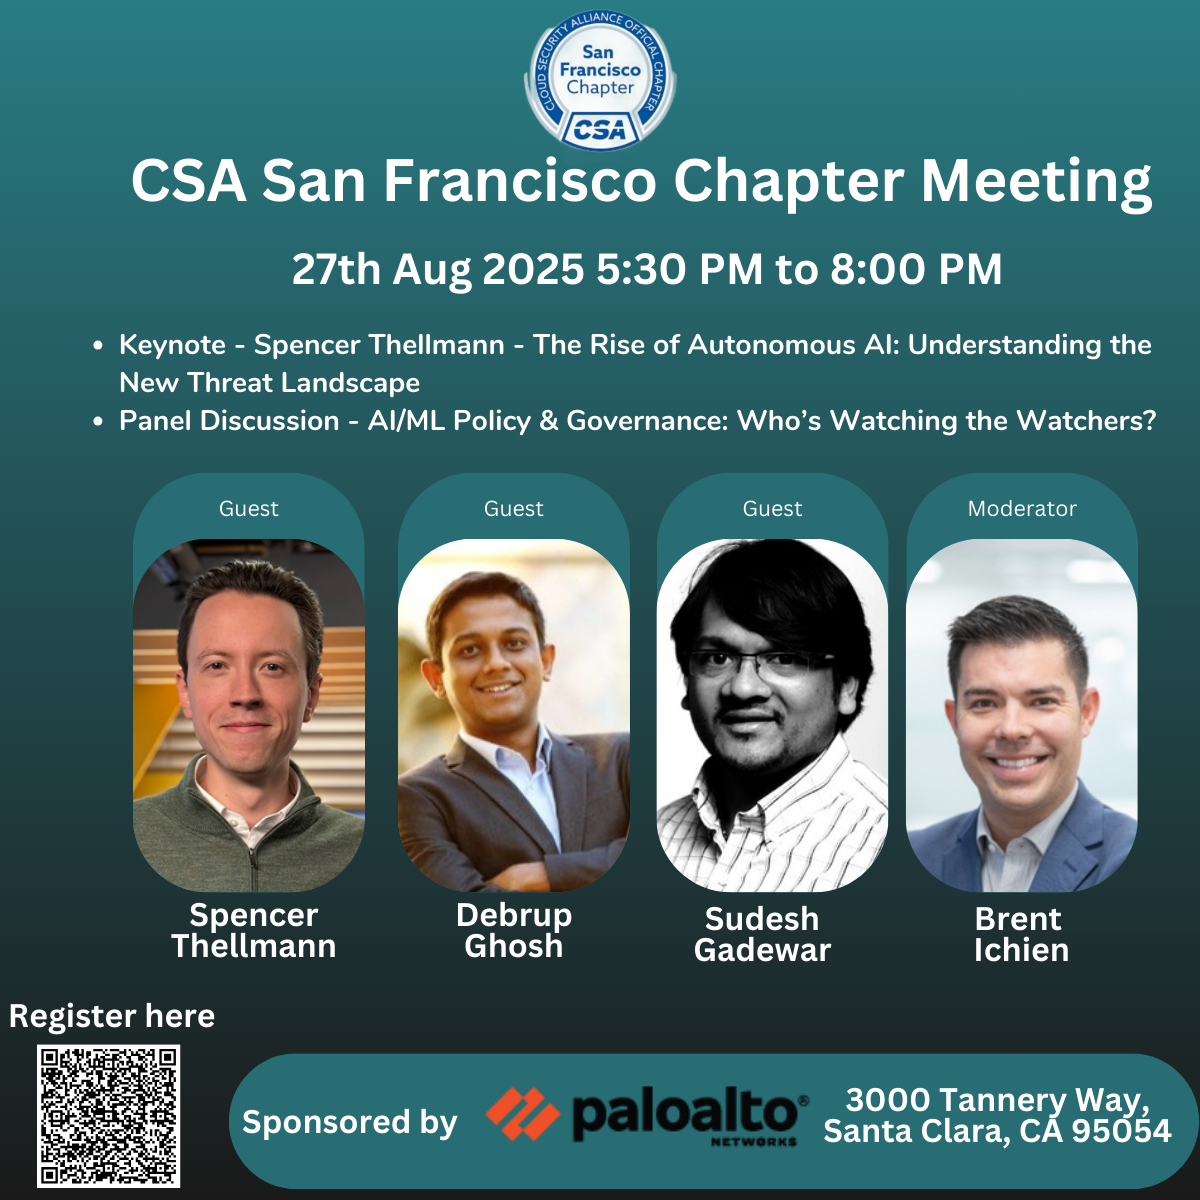 CLOUD SECURITY ALLIANCE OFFICIAL CHAPTER
San
Francisco
Chapter
CSA
CSA San Francisco Chapter Meeting
27th Aug 2025 5:30 PM to 8:00 PM
• Keynote - Spencer Thellmann - The Rise of Autonomous AI: Understanding the
New Threat Landscape
• Panel Discussion - AI/ML Policy & Governance: Who’s Watching the Watchers?
Guest
Guest
Guest
Moderator
Spencer
Thellmann
Debrup
Ghosh
Sudesh
Gadewar
Brent
Ichien
Register here
Sponsored by
paloalto®
NETWORKS
3000 Tannery Way,
Santa Clara, CA 95054